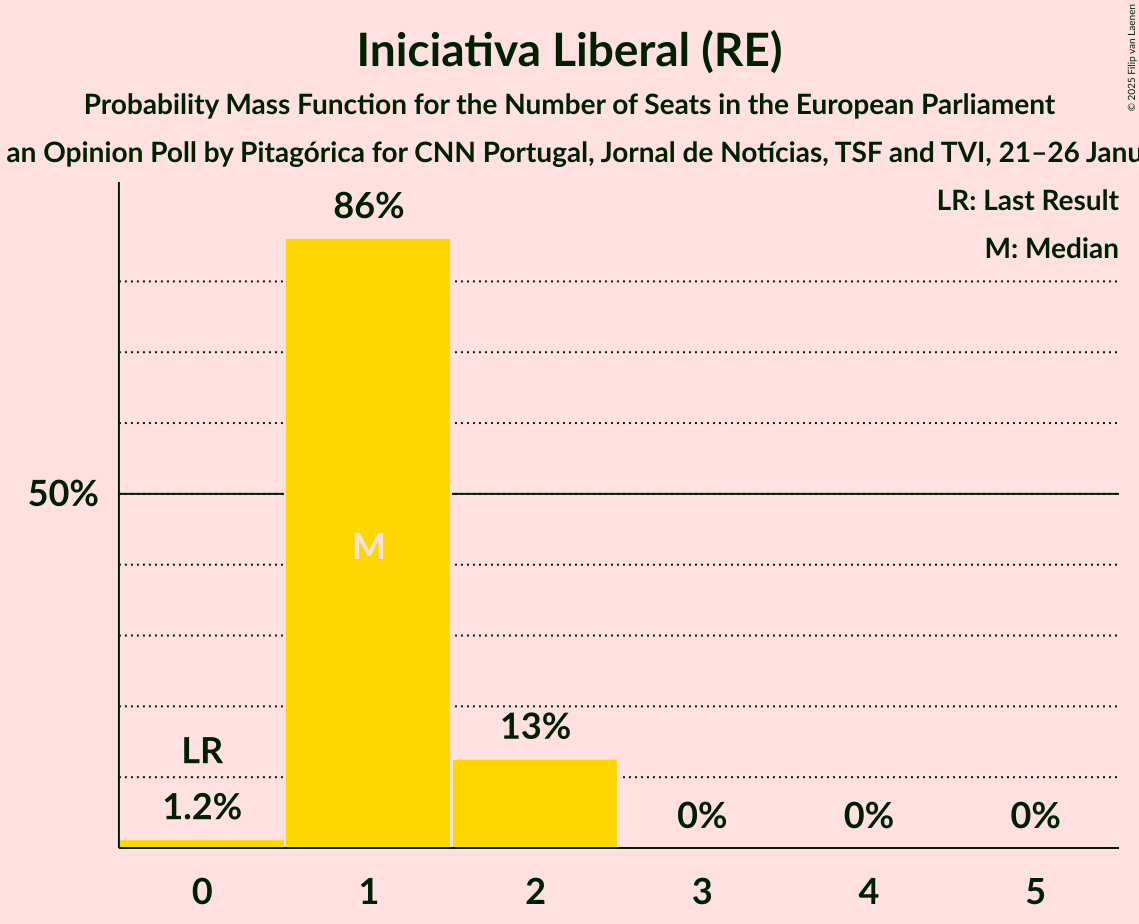 Iniciativa Liberal (RE)
Probability Mass Function for the Number of Seats in the European Parliament
an Opinion Poll by Pitagórica for CNN Portugal, Jornal de Notícias, TSF and TVI, 21–26 Janu
© 2025 Filip van Laenen
LR: Last Result
M: Median
86%
50%
M
13%
LR
1.2%
0%
0%
0%
0
1
2
3
4
5